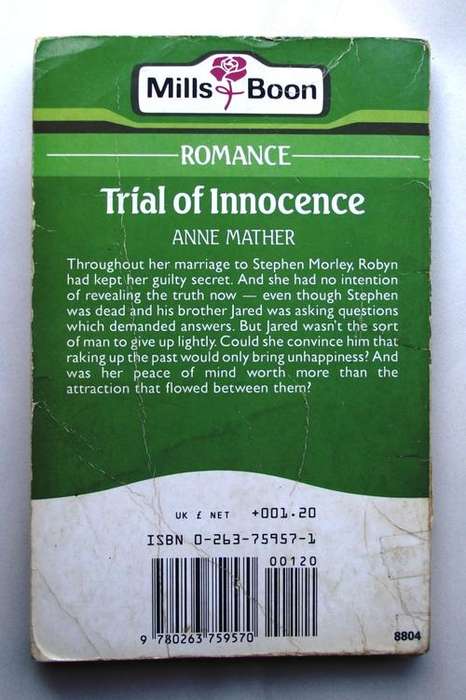 Mills & Boon
ROMANCE
Trial of Innocence
ANNE MATHER
Throughout her marriage to Stephen Morley, Robyn
had kept her guilty secret. And she had no intention
of revealing the truth now — even though Stephen
was dead and his brother Jared was asking questions
which demanded answers. But Jared wasn't the sort
of man to give up lightly. Could she convince him that
raking up the past would only bring unhappiness? And
was her peace of mind worth more than the
attraction that flowed between them?
UK £ NET +001.20
ISBN 0-263-75957-1
00120
9 780263 759570
8804